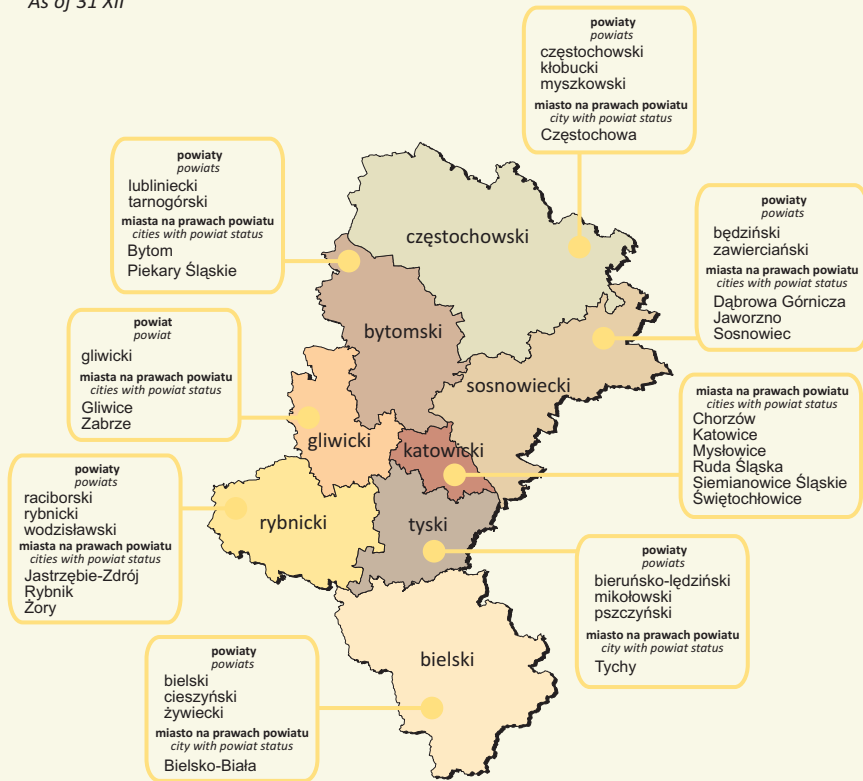 As of 31 XII
powiaty
powiats
częstochowski
kłobucki
myszkowski
miasto na prawach powiatu
city with powiat status
Częstochowa
powiaty
powiats
lubliniecki
tarnogórski
miasta na prawach powiatu
cities with powiat status
Bytom
Piekary Śląskie
powiaty
powiats
będziński
zawierciański
miasta na prawach powiatu
cities with powiat status
Dąbrowa Górnicza
Jaworzno
Sosnowiec
częstochowski
bytomski
sosnowiecki
gliwicki
katowicki
rybnicki
tyski
bielski
powiat
powiat
gliwicki
miasta na prawach powiatu
cities with powiat status
Gliwice
Zabrze
miasta na prawach powiatu
cities with powiat status
Chorzów
Katowice
Mysłowice
Ruda Śląska
Siemianowice Śląskie
Świętochłowice
powiaty
powiats
raciborski
rybnicki
wodzisławski
miasta na prawach powiatu
cities with powiat status
Jastrzębie-Zdrój
Rybnik
Żory
powiaty
powiats
bieruńsko-lędziński
mikołowski
pszczyński
miasto na prawach powiatu
city with powiat status
Tychy
powiaty
powiats
bielski
cieszyński
żywiecki
miasto na prawach powiatu
city with powiat status
Bielsko-Biała